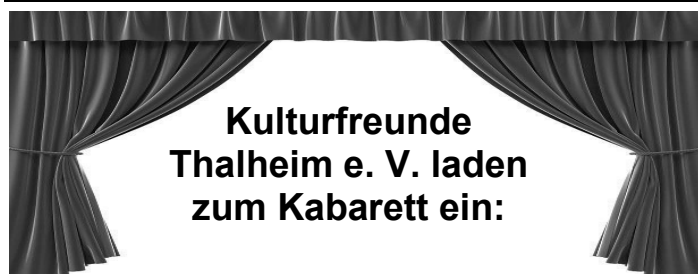 Kulturfreunde
Thalheim e. V. laden
zum Kabarett ein: